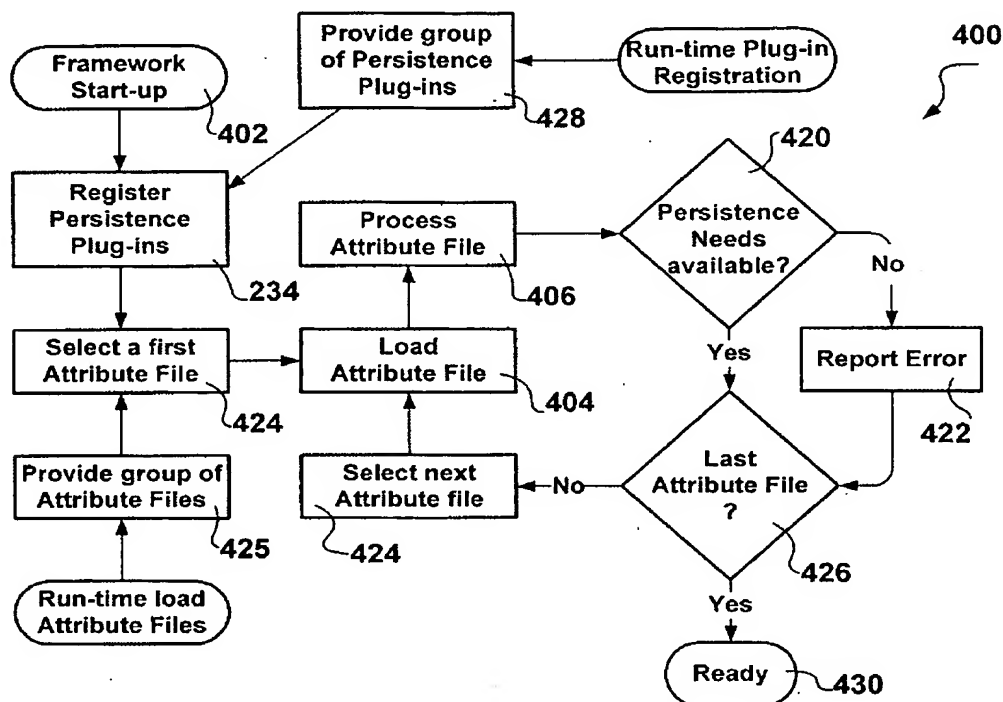 Framework
Start-up
402
Provide group
of Persistence
Plug-ins
428
Run-time Plug-in
Registration
400
Register
Persistence
Plug-ins
234
Process
Attribute File
406
420
Persistence
Needs
available?
No
Yes
Report Error
422
Select a first
Attribute File
424
Load
Attribute File
404
Provide group of
Attribute Files
425
Select next
Attribute file
424
No
Last
Attribute File
?
426
Yes
Run-time load
Attribute Files
Ready
430